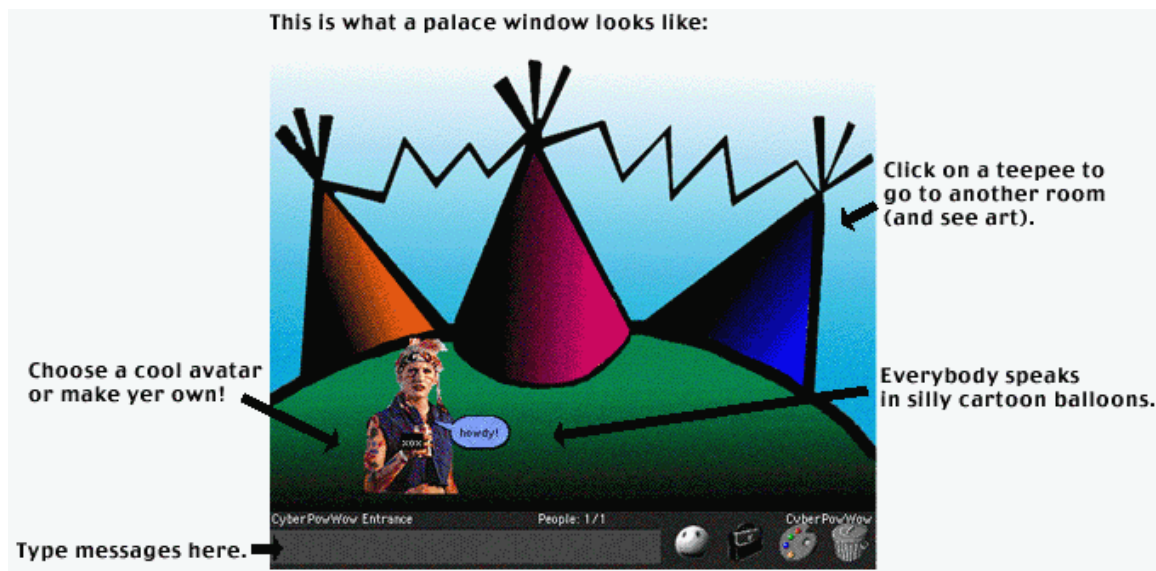 This is what a palace window looks like:
Click on a teepee to
go to another room
(and see art).
Choose a cool avatar
or make yer own!
Everybody speaks
in silly cartoon balloons.
howdy!
xox
CyberPowWow Entrance
People: 1/1
CyberPowWow
Type messages here.